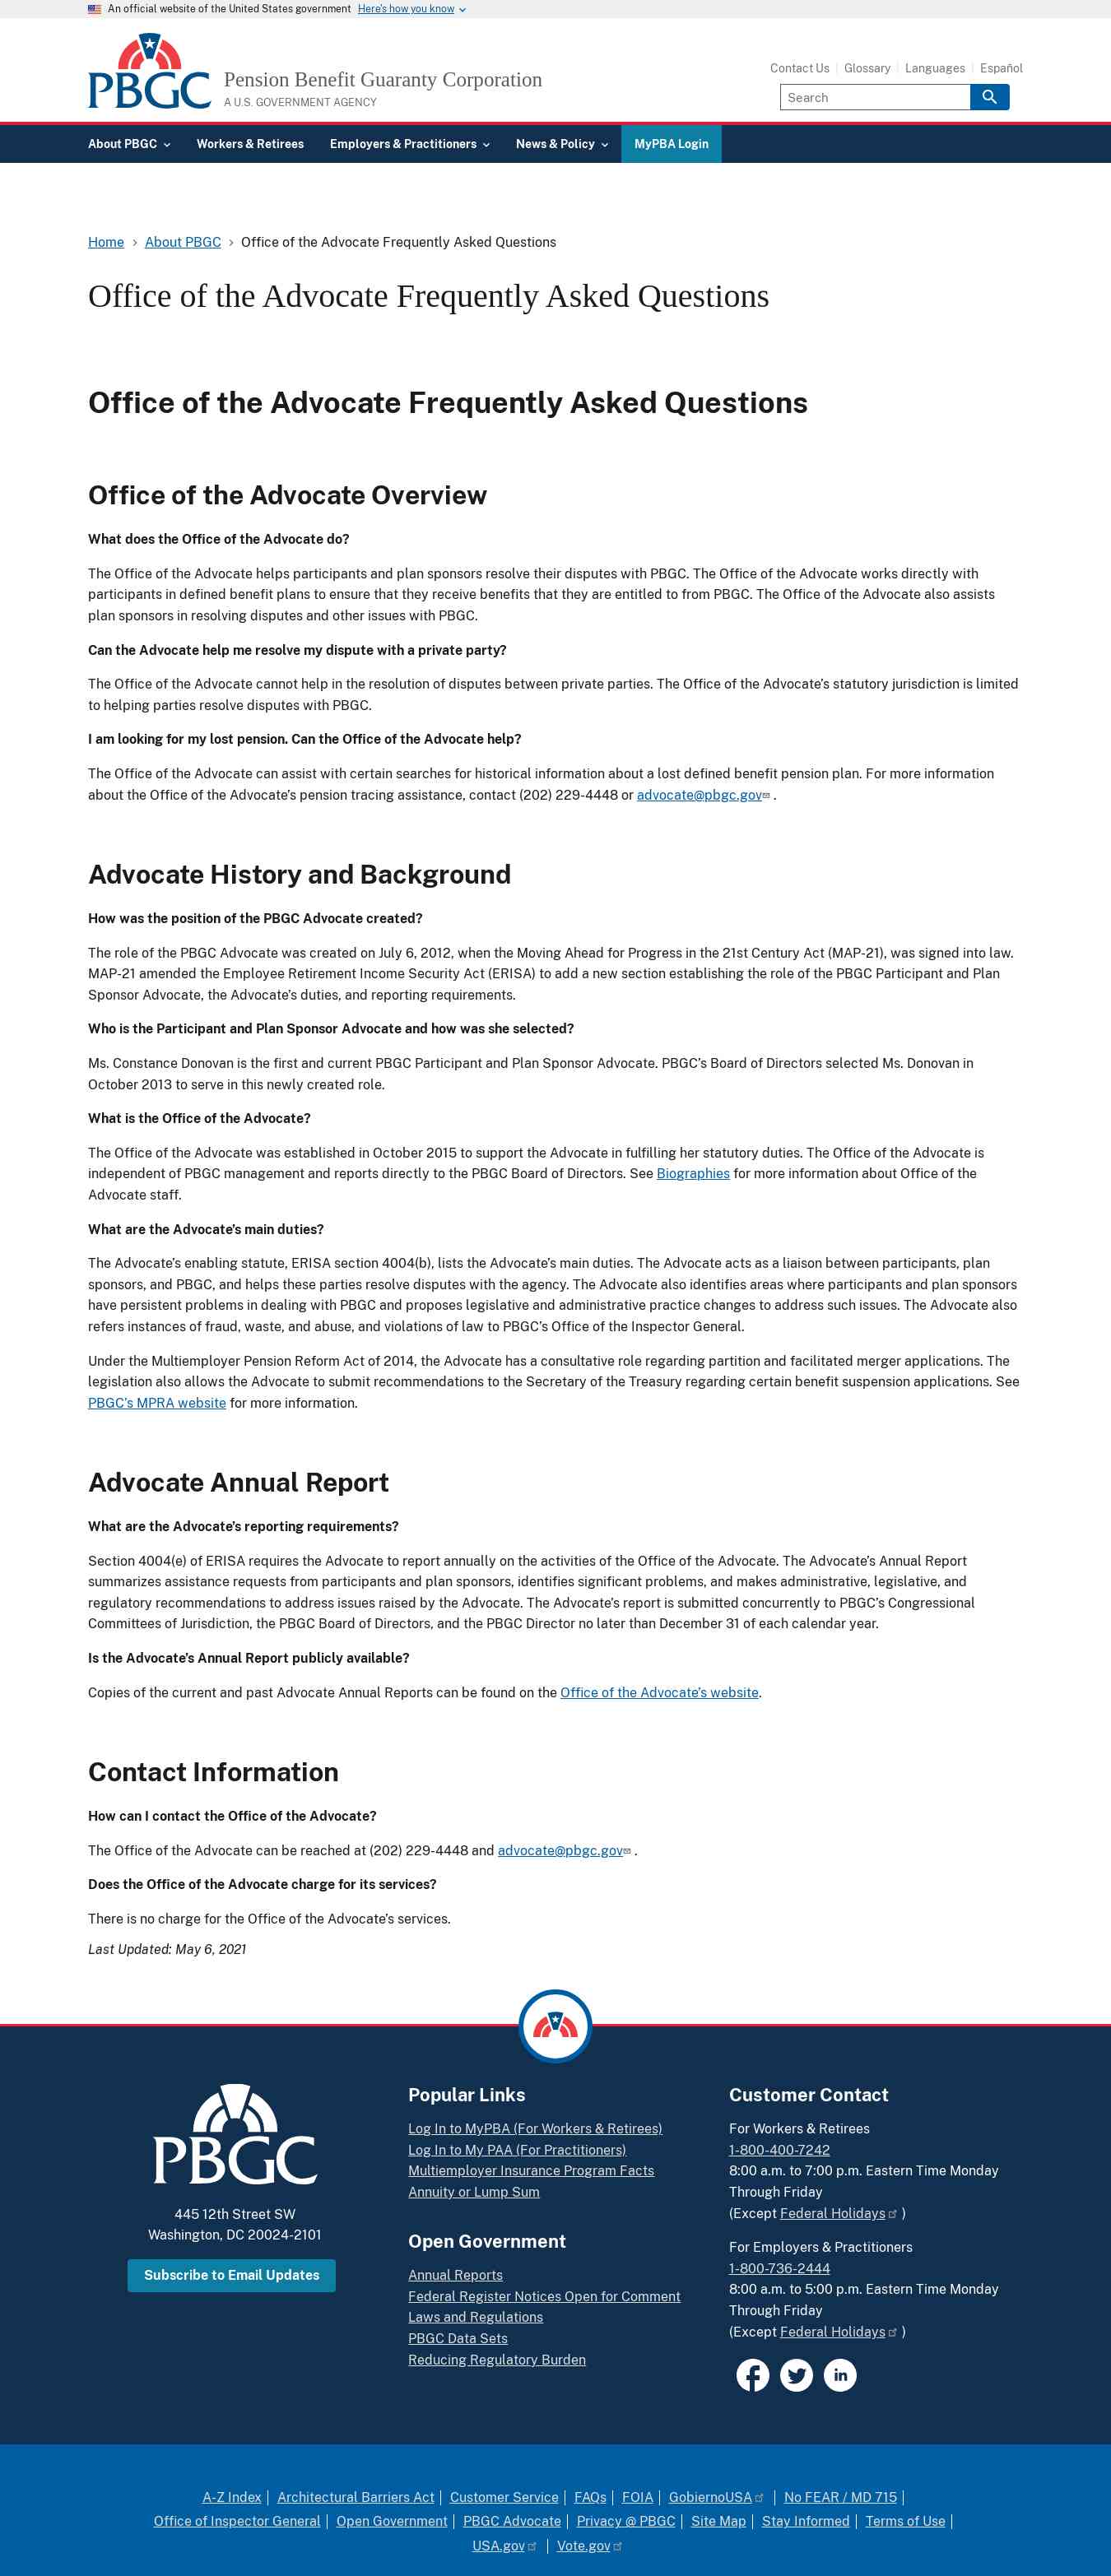 An official website of the United States government Here's how you know
PBGC
Pension Benefit Guaranty Corporation
A U.S. GOVERNMENT AGENCY
Contact Us Glossary Languages Español
Search
About PBGC Workers & Retirees Employers & Practitioners News & Policy MyPBA Login
Home About PBGC Office of the Advocate Frequently Asked Questions
Office of the Advocate Frequently Asked Questions
Office of the Advocate Frequently Asked Questions
Office of the Advocate Overview
What does the Office of the Advocate do?
The Office of the Advocate helps participants and plan sponsors resolve their disputes with PBGC. The Office of the Advocate works directly with
participants in defined benefit plans to ensure that they receive benefits that they are entitled to from PBGC. The Office of the Advocate also assists
plan sponsors in resolving disputes and other issues with PBGC.
Can the Advocate help me resolve my dispute with a private party?
The Office of the Advocate cannot help in the resolution of disputes between private parties. The Office of the Advocate’s statutory jurisdiction is limited
to helping parties resolve disputes with PBGC.
I am looking for my lost pension. Can the Office of the Advocate help?
The Office of the Advocate can assist with certain searches for historical information about a lost defined benefit pension plan. For more information
about the Office of the Advocate’s pension tracing assistance, contact (202) 229-4448 or advocate@pbgc.gov .
Advocate History and Background
How was the position of the PBGC Advocate created?
The role of the PBGC Advocate was created on July 6, 2012, when the Moving Ahead for Progress in the 21st Century Act (MAP-21), was signed into law.
MAP-21 amended the Employee Retirement Income Security Act (ERISA) to add a new section establishing the role of the PBGC Participant and Plan
Sponsor Advocate, the Advocate’s duties, and reporting requirements.
Who is the Participant and Plan Sponsor Advocate and how was she selected?
Ms. Constance Donovan is the first and current PBGC Participant and Plan Sponsor Advocate. PBGC’s Board of Directors selected Ms. Donovan in
October 2013 to serve in this newly created role.
What is the Office of the Advocate?
The Office of the Advocate was established in October 2015 to support the Advocate in fulfilling her statutory duties. The Office of the Advocate is
independent of PBGC management and reports directly to the PBGC Board of Directors. See Biographies for more information about Office of the
Advocate staff.
What are the Advocate’s main duties?
The Advocate’s enabling statute, ERISA section 4004(b), lists the Advocate’s main duties. The Advocate acts as a liaison between participants, plan
sponsors, and PBGC, and helps these parties resolve disputes with the agency. The Advocate also identifies areas where participants and plan sponsors
have persistent problems in dealing with PBGC and proposes legislative and administrative practice changes to address such issues. The Advocate also
refers instances of fraud, waste, and abuse, and violations of law to PBGC’s Office of the Inspector General.
Under the Multiemployer Pension Reform Act of 2014, the Advocate has a consultative role regarding partition and facilitated merger applications. The
legislation also allows the Advocate to submit recommendations to the Secretary of the Treasury regarding certain benefit suspension applications. See
PBGC’s MPRA website for more information.
Advocate Annual Report
What are the Advocate’s reporting requirements?
Section 4004(e) of ERISA requires the Advocate to report annually on the activities of the Office of the Advocate. The Advocate’s Annual Report
summarizes assistance requests from participants and plan sponsors, identifies significant problems, and makes administrative, legislative, and
regulatory recommendations to address issues raised by the Advocate. The Advocate’s report is submitted concurrently to PBGC’s Congressional
Committees of Jurisdiction, the PBGC Board of Directors, and the PBGC Director no later than December 31 of each calendar year.
Is the Advocate’s Annual Report publicly available?
Copies of the current and past Advocate Annual Reports can be found on the Office of the Advocate’s website.
Contact Information
How can I contact the Office of the Advocate?
The Office of the Advocate can be reached at (202) 229-4448 and advocate@pbgc.gov .
Does the Office of the Advocate charge for its services?
There is no charge for the Office of the Advocate’s services.
Last Updated: May 6, 2021
PBGC
445 12th Street SW
Washington, DC 20024-2101
Subscribe to Email Updates
Popular Links
Log In to MyPBA (For Workers & Retirees)
Log In to My PAA (For Practitioners)
Multiemployer Insurance Program Facts
Annuity or Lump Sum
Open Government
Annual Reports
Federal Register Notices Open for Comment
Laws and Regulations
PBGC Data Sets
Reducing Regulatory Burden
Customer Contact
For Workers & Retirees
1-800-400-7242
8:00 a.m. to 7:00 p.m. Eastern Time Monday
Through Friday
(Except Federal Holidays )
For Employers & Practitioners
1-800-736-2444
8:00 a.m. to 5:00 p.m. Eastern Time Monday
Through Friday
(Except Federal Holidays )
A-Z Index Architectural Barriers Act Customer Service FAQs FOIA GobiernoUSA No FEAR / MD 715
Office of Inspector General Open Government PBGC Advocate Privacy @ PBGC Site Map Stay Informed Terms of Use
USA.gov Vote.gov